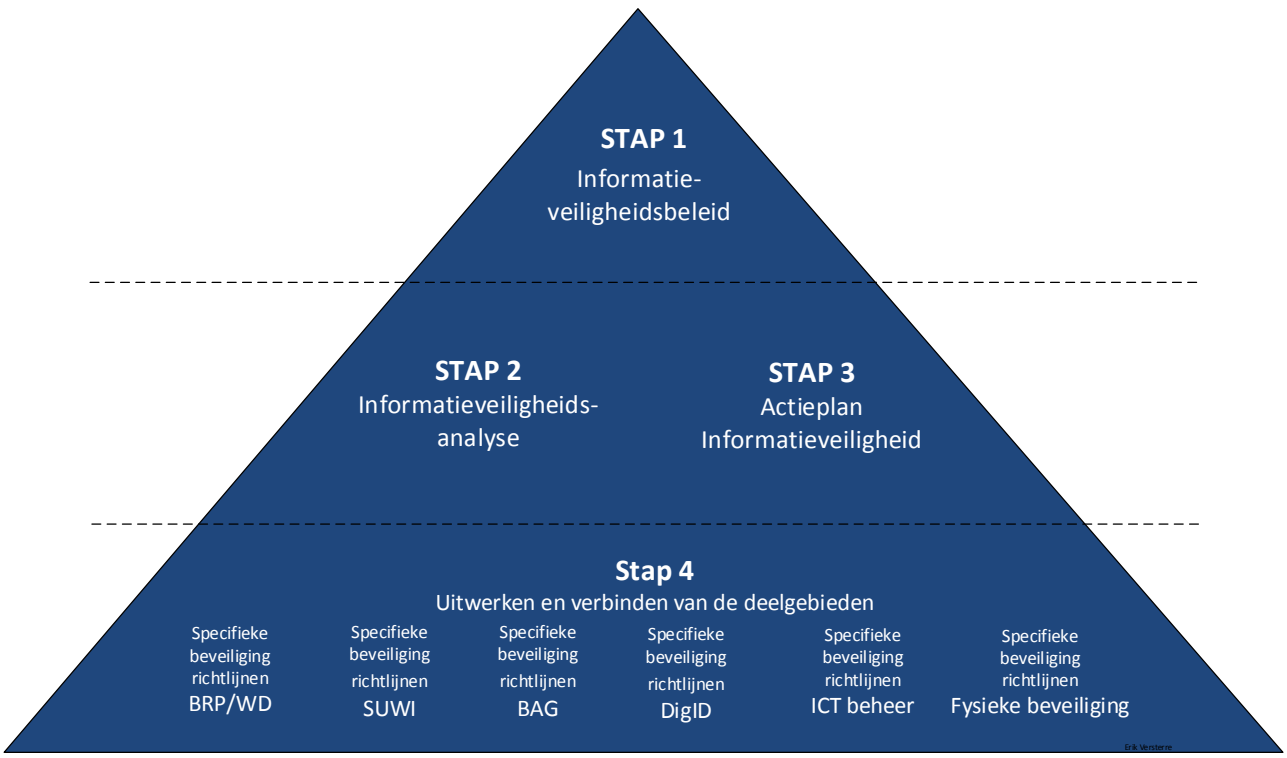 STAP 1
Informatie-
veiligheidsbeleid
STAP 2
Informatieveiligheids-
analyse
STAP 3
Actieplan
Informatieveiligheid
Stap 4
Uitwerken en verbinden van de deelgebieden
Specifieke
beveiliging
richtlijnen
BRP/WD
Specifieke
beveiliging
richtlijnen
SUWI
Specifieke
beveiliging
richtlijnen
BAG
Specifieke
beveiliging
richtlijnen
DigID
Specifieke
beveiliging
richtlijnen
ICT beheer
Specifieke
beveiliging
richtlijnen
Fysieke beveiliging
Erik Versterre